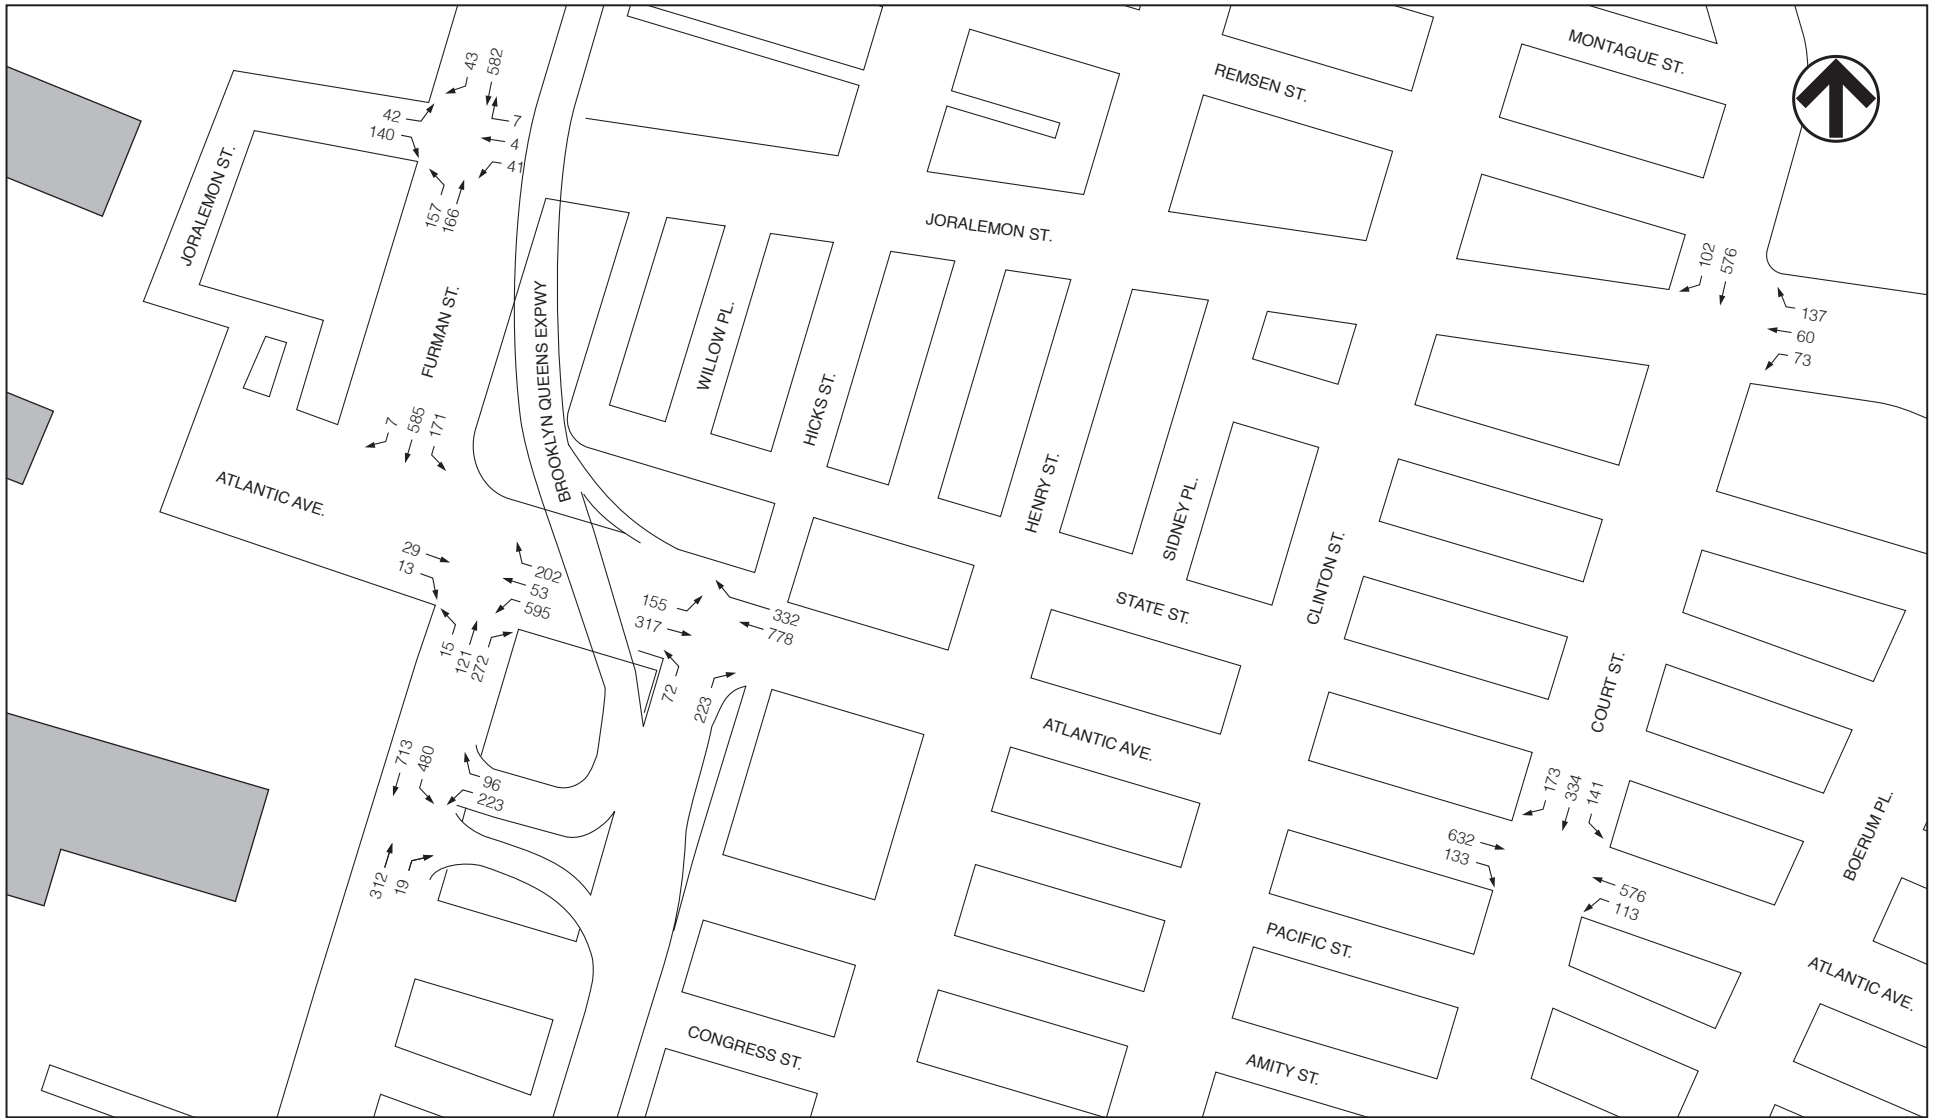 MONTAGUE ST.
REMSEN ST.
43
582
42
7
140
4
41
157
166
JORALEMON ST.
JORALEMON ST.
102
576
137
60
73
FURMAN ST.
BROOKLYN QUEENS EXPWY
WILLOW PL.
HICKS ST.
7
585
171
ATLANTIC AVE.
HENRY ST.
SIDNEY PL.
CLINTON ST.
29
13
202
53
595
15
121
272
155
317
332
778
72
223
STATE ST.
COURT ST.
ATLANTIC AVE.
713
480
96
223
312
19
173
334
141
632
133
576
113
BOERUM PL.
PACIFIC ST.
ATLANTIC AVE.
CONGRESS ST.
AMITY ST.